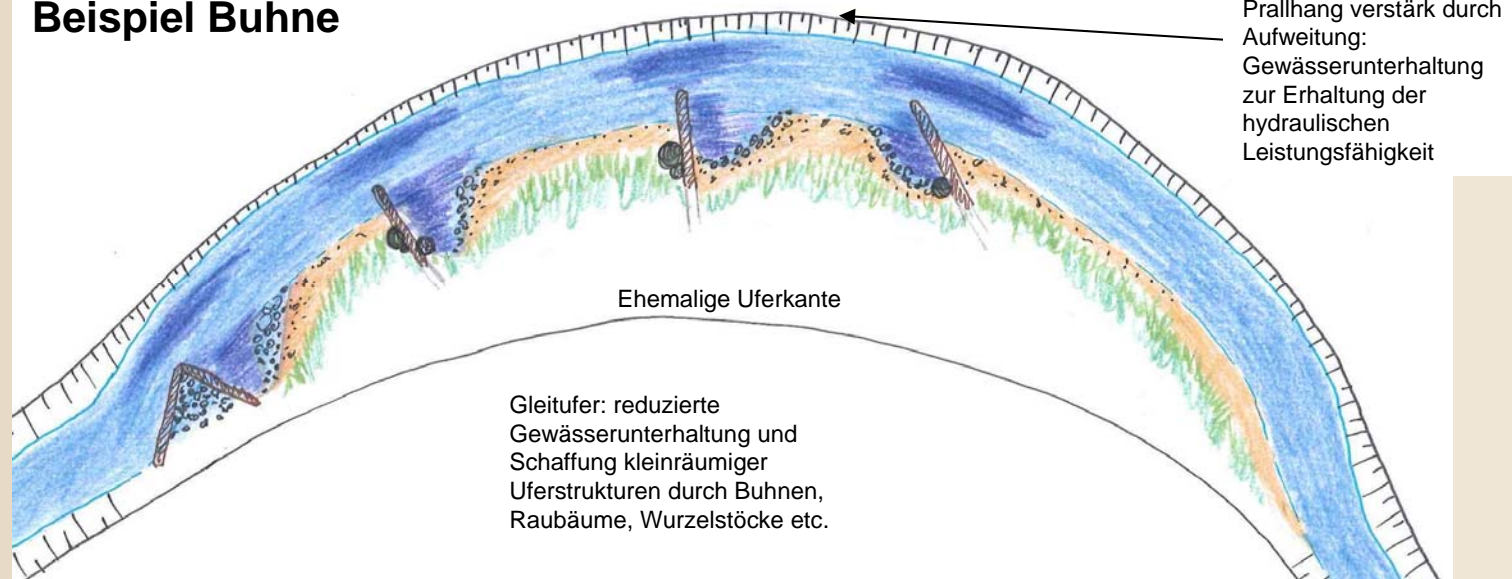 Beispiel Buhne
Prallhang verstärk durch
Aufweitung:
Gewässerunterhaltung
zur Erhaltung der
hydraulischen
Leistungsfähigkeit
Ehemalige Uferkante
Gleitufer: reduzierte
Gewässerunterhaltung und
Schaffung kleinräumiger
Uferstrukturen durch Buhnen,
Raubäume, Wurzelstöcke etc.